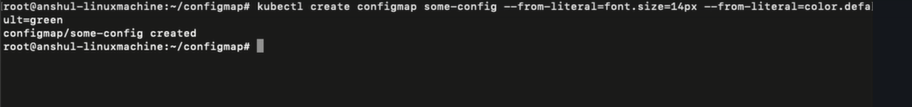 root@anshul-linuxmachine:~/configmap# kubectl create configmap some-config --from-literal=font.size=14px --from-literal=color.defa
ult=green
configmap/some-config created
root@anshul-linuxmachine:~/configmap#